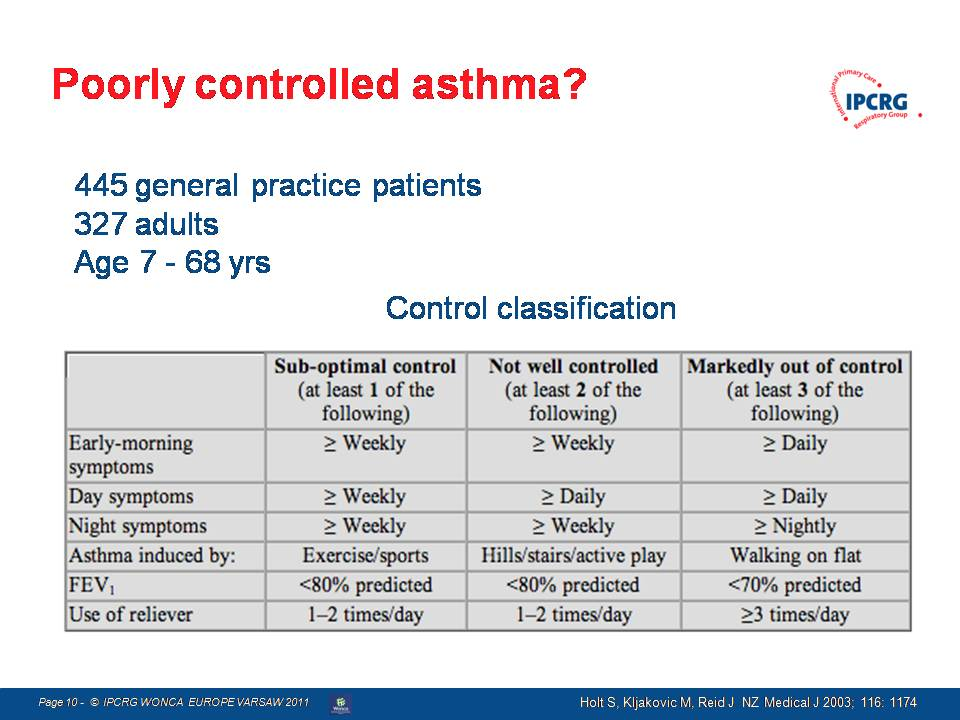 Poorly controlled asthma?
International Primary Care
IPCRG
Respiratory Group
445 general practice patients
327 adults
Age 7 - 68 yrs
Control classification
Sub-optimal control Not well controlled Markedly out of control
(at least 1 of the (at least 2 of the (at least 3 of the
following) following) following)
Early-morning ≥ Weekly ≥ Weekly ≥ Daily
symptoms
Day symptoms ≥ Weekly ≥ Daily ≥ Daily
Night symptoms ≥ Weekly ≥ Weekly ≥ Nightly
Asthma induced by: Exercise/sports Hills/stairs/active play Walking on flat
FEV₁ <80% predicted <80% predicted <70% predicted
Use of reliever 1–2 times/day 1–2 times/day ≥3 times/day
Page 10 - © IPCRG WONCA EUROPE VARSAW 2011 Wonca Holt S, Kljakovic M, Reid J NZ Medical J 2003; 116: 1174